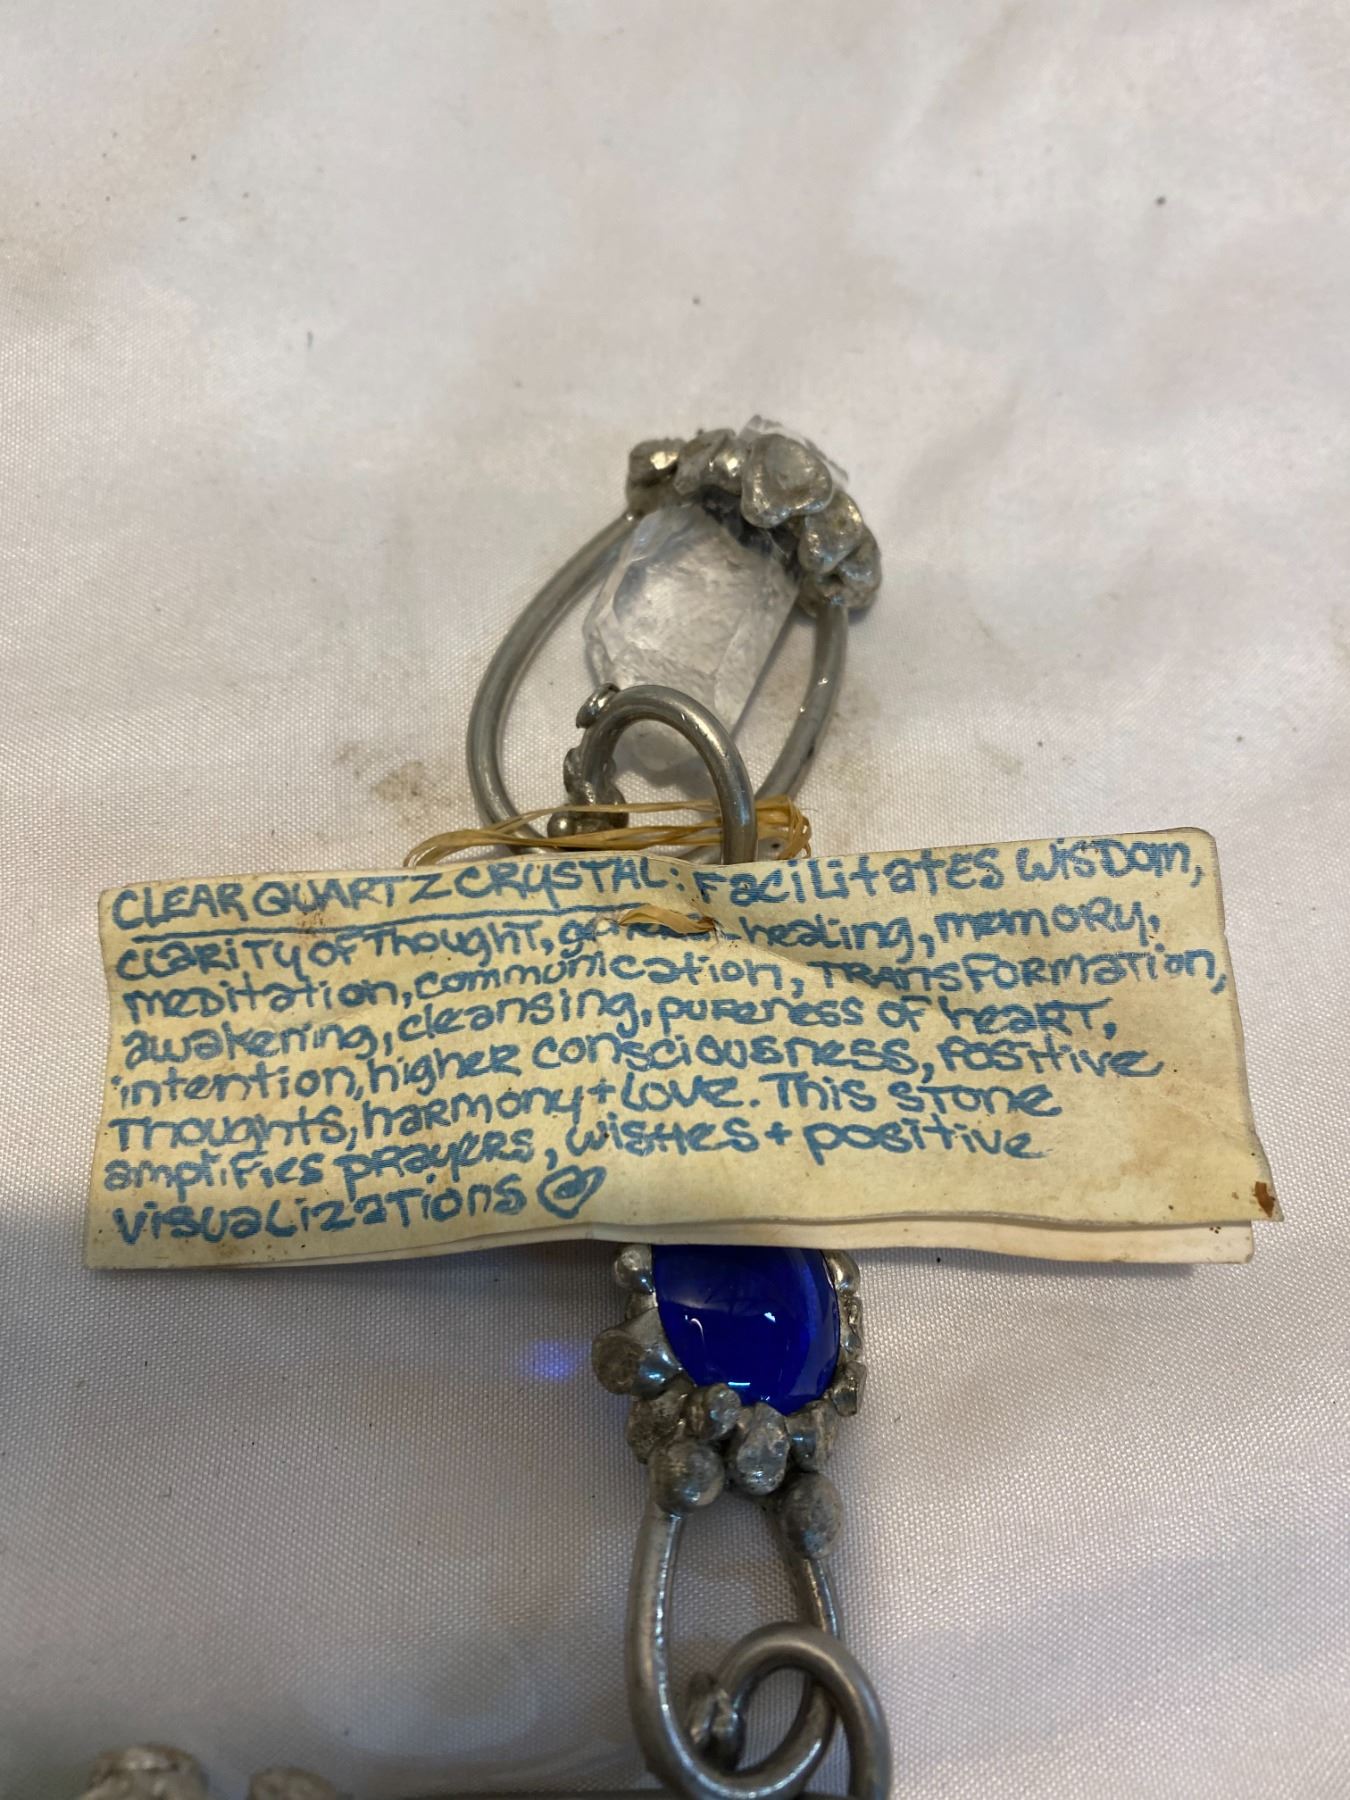 CLEAR QUARTZ CRYSTAL: Facilitates Wisdom,
clarity of Thought, general healing, memory,
meditation, communication, Transformation,
awakening, cleansing, pureness of heart,
intention, higher consciousness, positive
Thoughts, harmony + Love. This stone
amplifies prayers, wishes + positive
visualizations